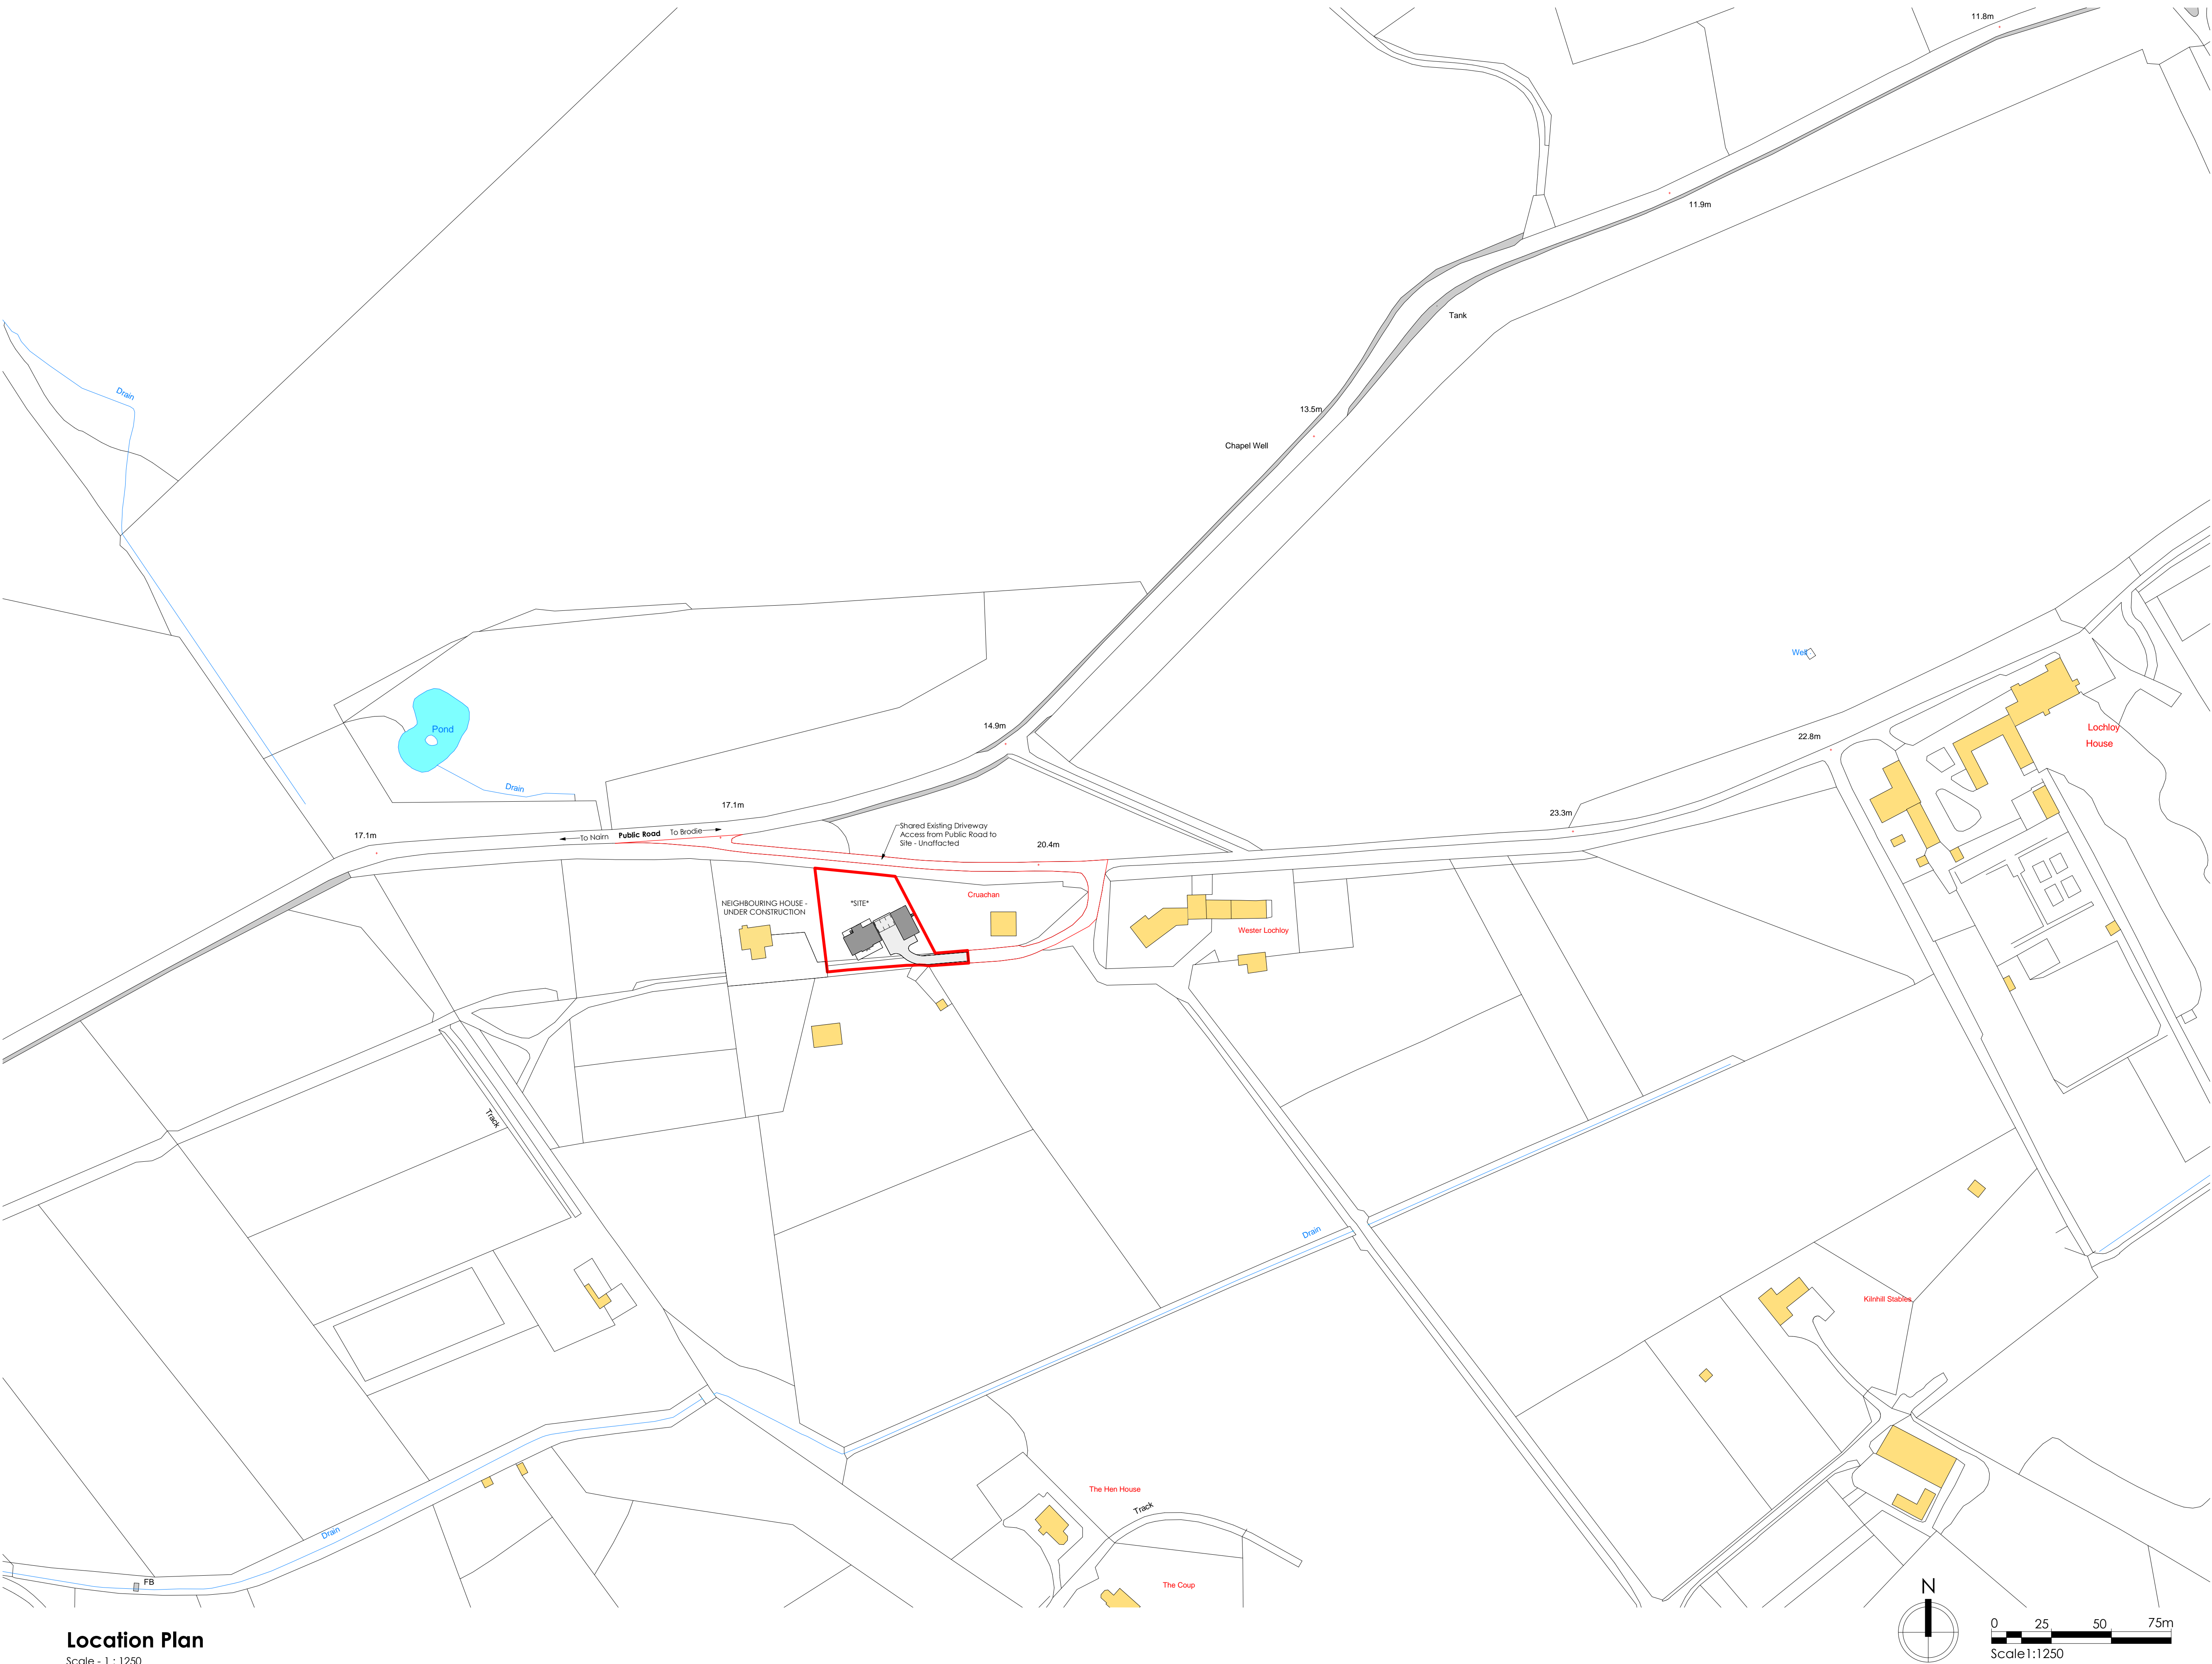 11.8m
11.9m
Tank
Drain
13.5m
Chapel Well
Well
Pond
14.9m
Lochloy
House
22.8m
Drain
17.1m
23.3m
17.1m
To Nairn Public Road To Brodie
Shared Existing Driveway
Access from Public Road to
Site - Unaffacted
20.4m
Cruachan
NEIGHBOURING HOUSE -
UNDER CONSTRUCTION
*SITE*
Wester Lochloy
Track
Drain
Kilnhill Stables
The Hen House
Track
Drain
FB
The Coup
N
0 25 50 75m
Scale1:1250
Location Plan
Scale - 1 : 1250